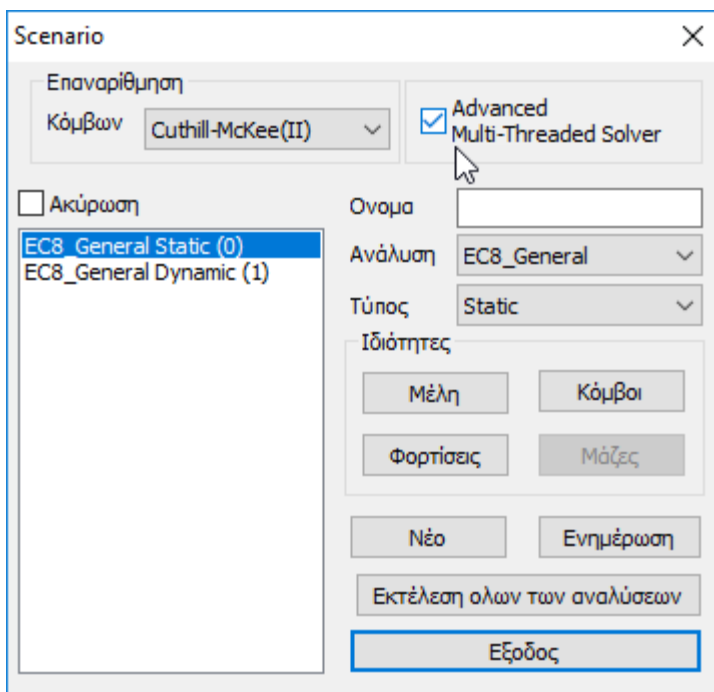 Scenario
Επαναρίθμηση
Κόμβων
Cuthill-McKee(II)
Advanced
Multi-Threaded Solver
Ακύρωση
EC8_General Static (0)
EC8_General Dynamic (1)
Ονομα
Ανάλυση
EC8_General
Τύπος
Static
Ιδιότητες
Μέλη
Κόμβοι
Φορτίσεις
Μάζες
Νέο
Ενημέρωση
Εκτέλεση ολων των αναλύσεων
Εξοδος